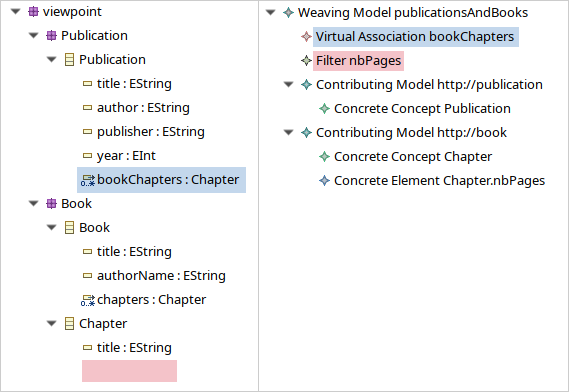 viewpoint
Publication
Publication
title : EString
author : EString
publisher : EString
year : EInt
0..* bookChapters : Chapter
Book
Book
title : EString
authorName : EString
0..* chapters : Chapter
Chapter
title : EString
Weaving Model publicationsAndBooks
Virtual Association bookChapters
Filter nbPages
Contributing Model http://publication
Concrete Concept Publication
Contributing Model http://book
Concrete Concept Chapter
Concrete Element Chapter.nbPages